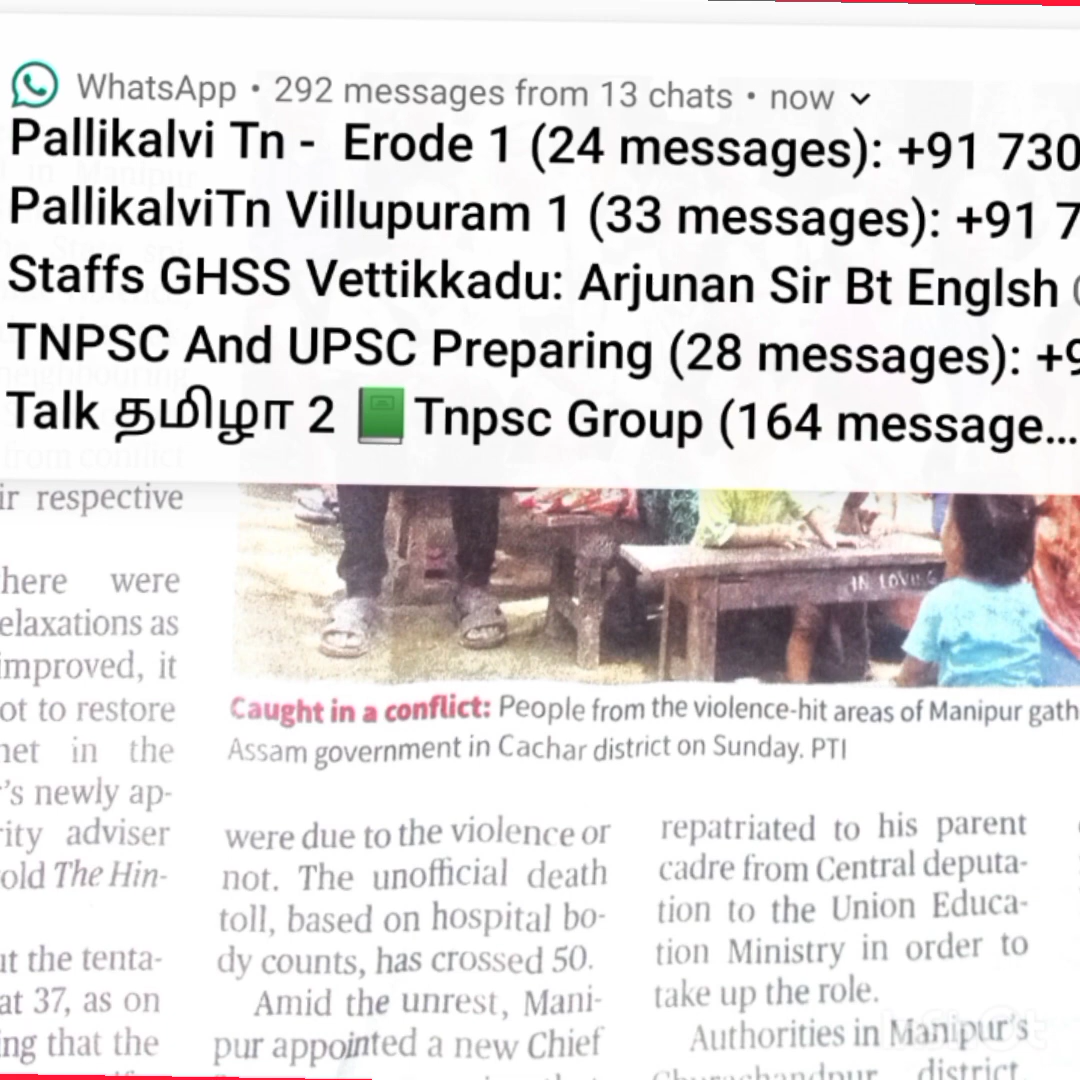 WhatsApp • 292 messages from 13 chats • now
Pallikalvi Tn - Erode 1 (24 messages): +91 730
PallikalviTn Villupuram 1 (33 messages): +91 7
Staffs GHSS Vettikkadu: Arjunan Sir Bt Englsh (
TNPSC And UPSC Preparing (28 messages): +9
Talk தமிழா 2 📗 Tnpsc Group (164 message...
from conflict
ir respective
here were
elaxations as
improved, it
ot to restore
net in the
's newly ap-
rity adviser
old The Hin-
ut the tenta-
at 37, as on
ing that the
IN LOVING
Caught in a conflict: People from the violence-hit areas of Manipur gath
Assam government in Cachar district on Sunday. PTI
were due to the violence or
not. The unofficial death
toll, based on hospital bo-
dy counts, has crossed 50.
Amid the unrest, Mani-
pur appointed a new Chief
repatriated to his parent
cadre from Central deputa-
tion to the Union Educa-
tion Ministry in order to
take up the role.
Authorities in Manipur's
Churachandpur district,